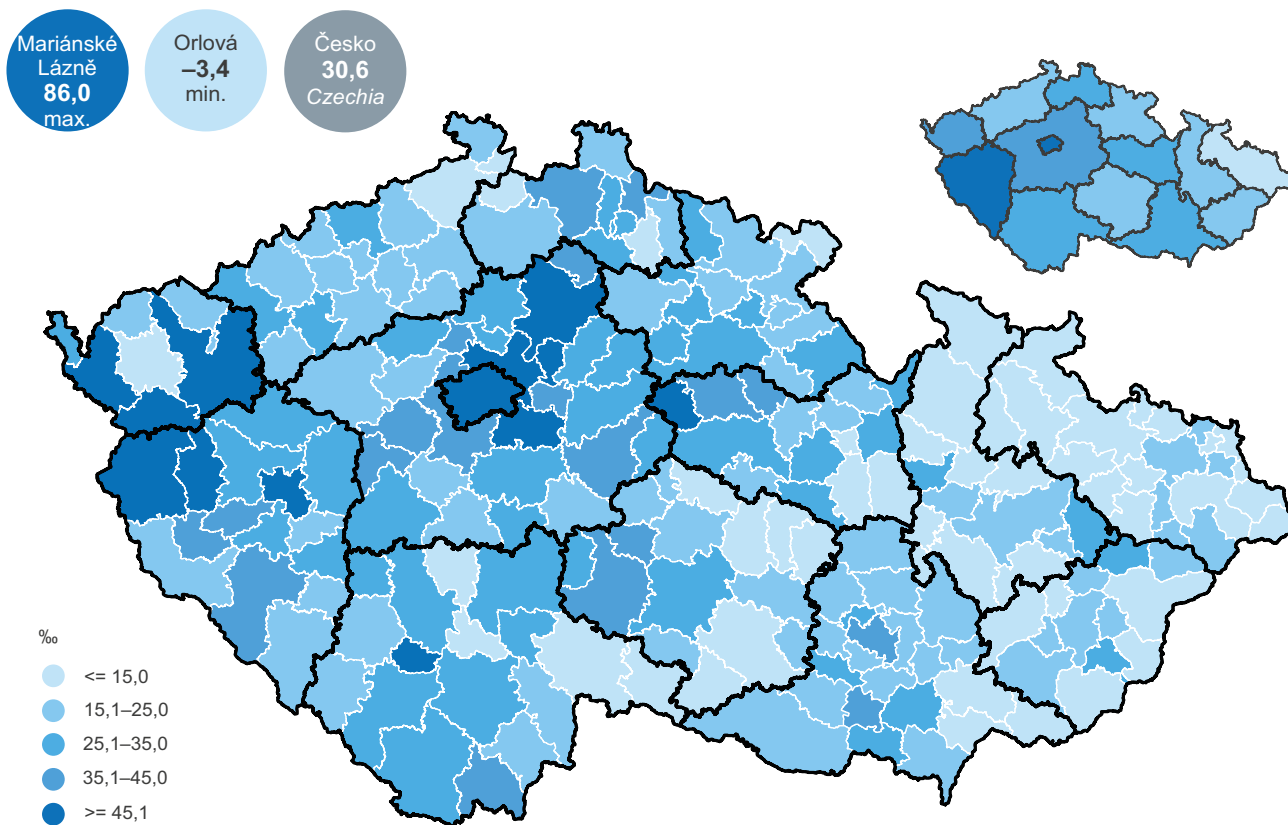 Mariánské
Lázně
86,0
max.
Orlová
–3,4
min.
Česko
30,6
Czechia
‰
<= 15,0
15,1–25,0
25,1–35,0
35,1–45,0
>= 45,1